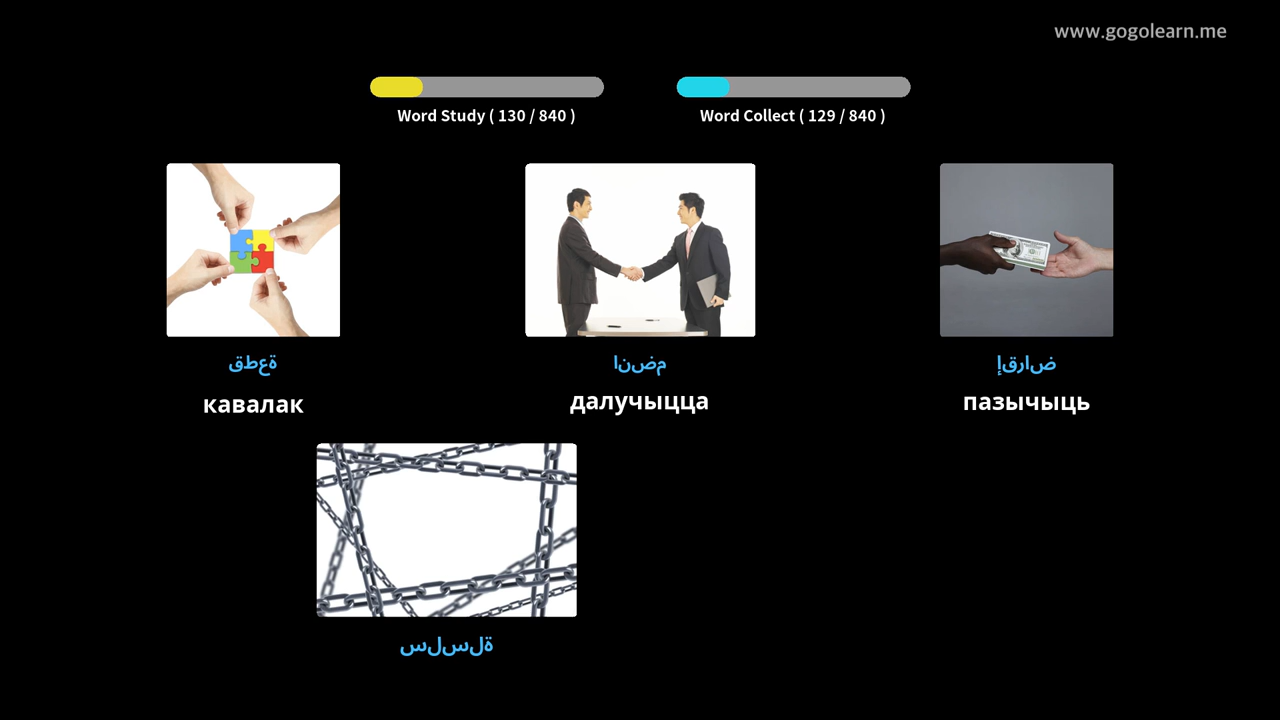 www.gogolearn.me
Word Study ( 130 / 840 )
Word Collect ( 129 / 840 )
قطعة
انضم
إقراض
кавалак
далучыцца
пазычыць
سلسلة